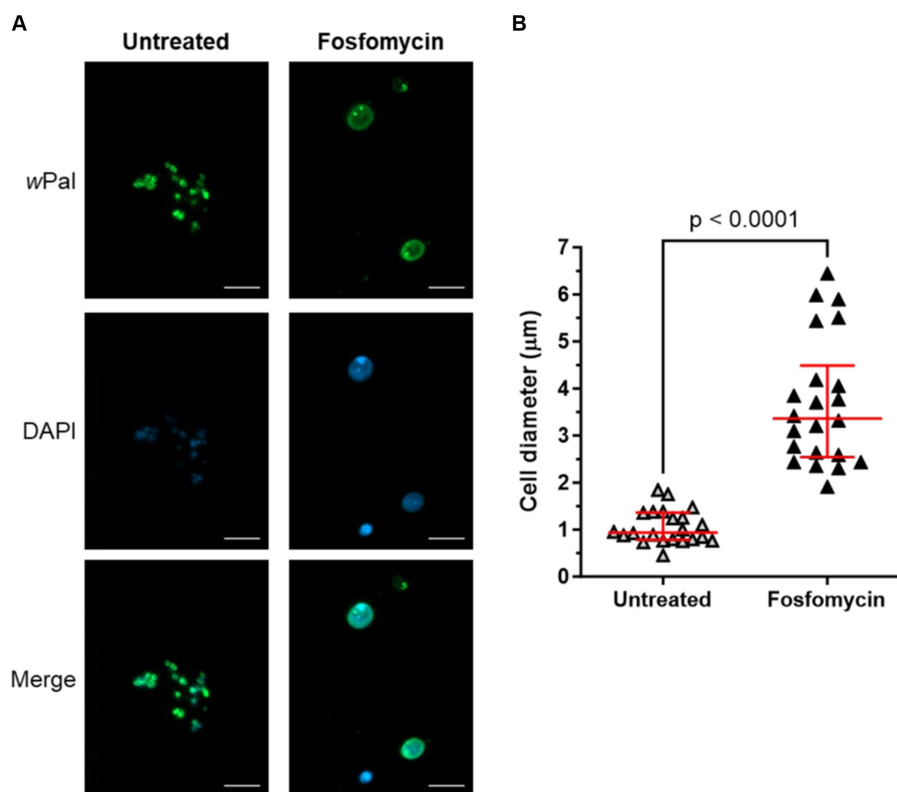 A
Untreated
Fosfomycin
wPal
DAPI
Merge
B
p < 0.0001
Cell diameter (μm)
7
6
5
4
3
2
1
0
Untreated
Fosfomycin